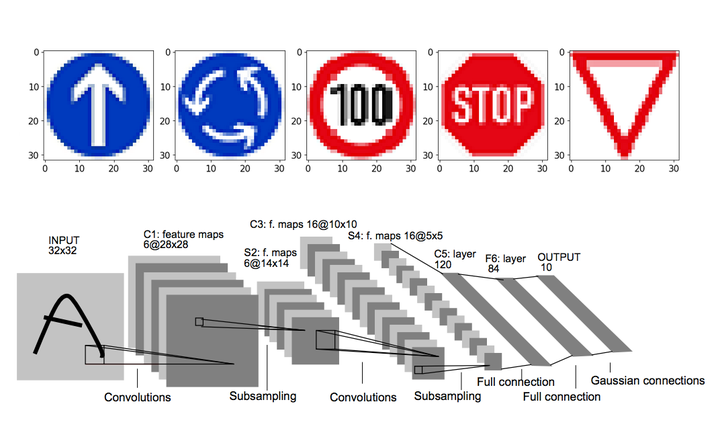 0
10
20
30
0 10 20 30
0
10
20
30
0 10 20 30
0
10
20
30
0 10 20 30
100
0
10
20
30
0 10 20 30
STOP
0
10
20
30
0 10 20 30
INPUT
32x32
C1: feature maps
6@28x28
S2: f. maps
6@14x14
C3: f. maps 16@10x10
S4: f. maps 16@5x5
C5: layer
120
F6: layer
84
OUTPUT
10
A
Convolutions
Subsampling
Convolutions
Subsampling
Full connection
Full connection
Gaussian connections